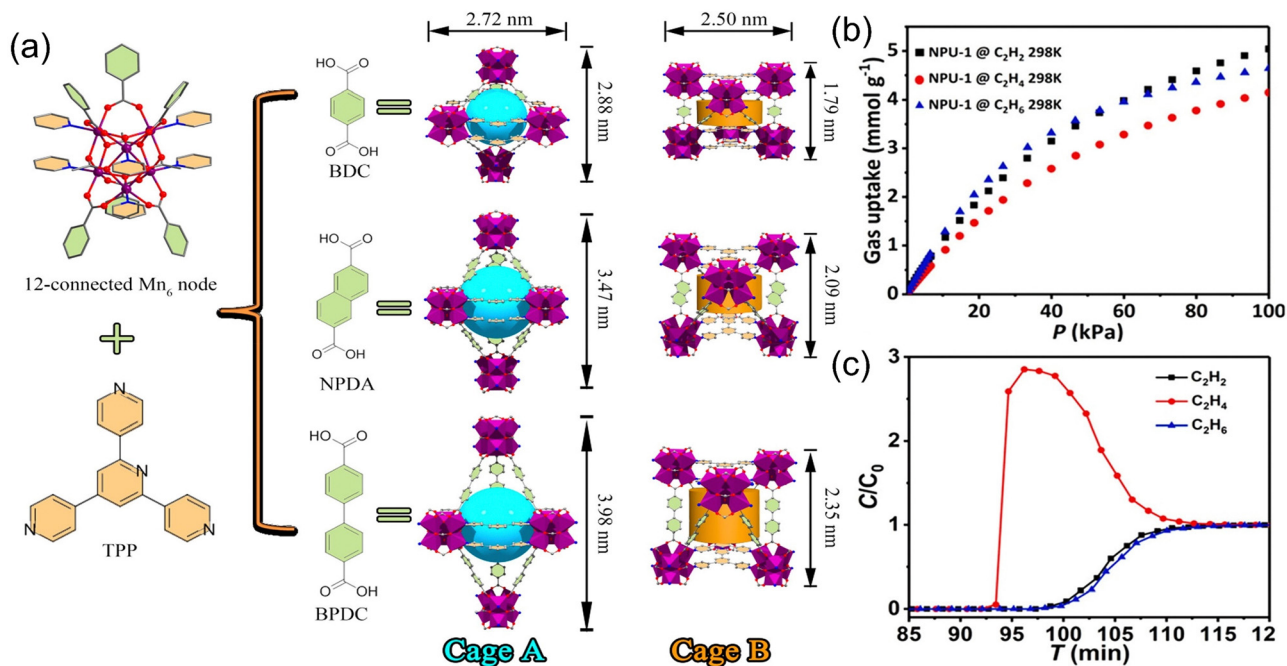 (a)
12-connected Mn₆ node
N
N
N
N
TPP
HO
O
O
OH
BDC
HO
O
O
OH
NPDA
HO
O
O
OH
BPDC
2.72 nm
2.88 nm
3.47 nm
3.98 nm
Cage A
2.50 nm
1.79 nm
2.09 nm
2.35 nm
Cage B
(b)
NPU-1 @ C₂H₂ 298K
NPU-1 @ C₂H₄ 298K
NPU-1 @ C₂H₆ 298K
Gas uptake (mmol g⁻¹)
5
4
3
2
1
0
20 40 60 80 100
P (kPa)
(c)
C₂H₂
C₂H₄
C₂H₆
C/C₀
3
2
1
0
85 90 95 100 105 110 115 12
T (min)